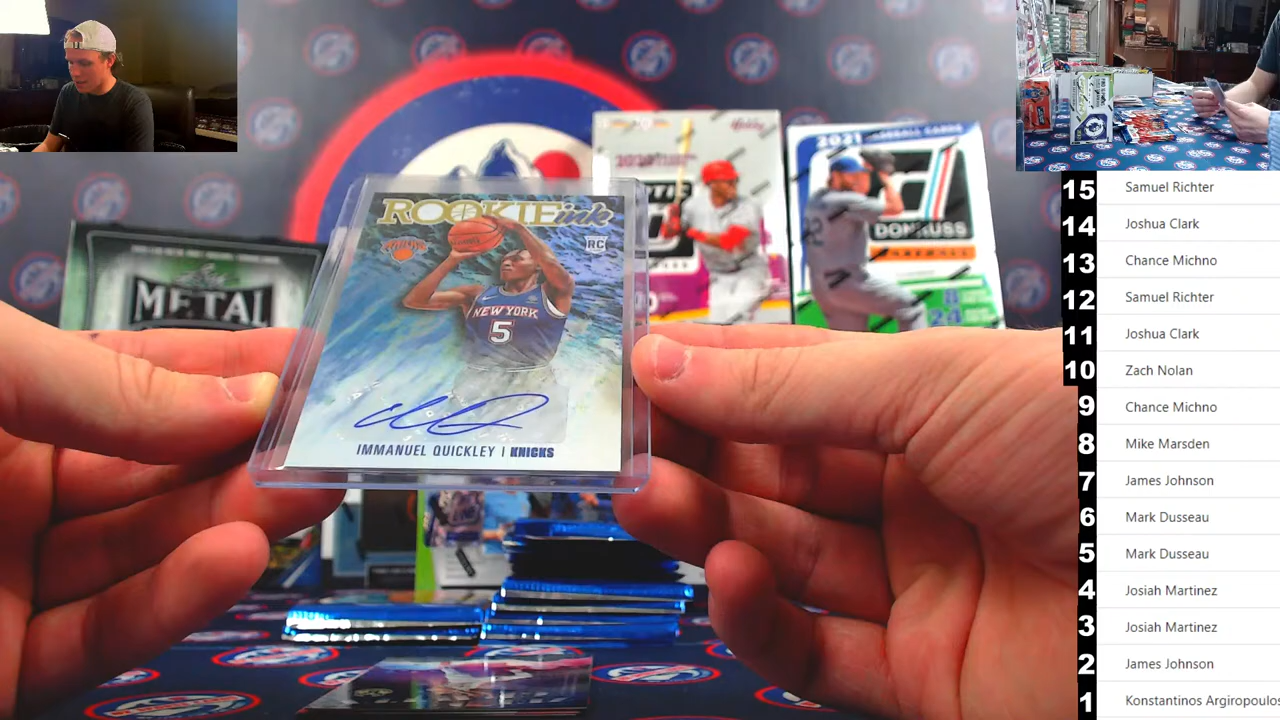 ROOKIE ink
RC
NEW YORK
5
IMMANUEL QUICKLEY | KNICKS
METAL
2021
DONRUSS
15 Samuel Richter
14 Joshua Clark
13 Chance Michno
12 Samuel Richter
11 Joshua Clark
10 Zach Nolan
9 Chance Michno
8 Mike Marsden
7 James Johnson
6 Mark Dusseau
5 Mark Dusseau
4 Josiah Martinez
3 Josiah Martinez
2 James Johnson
1 Konstantinos Argiropoulos